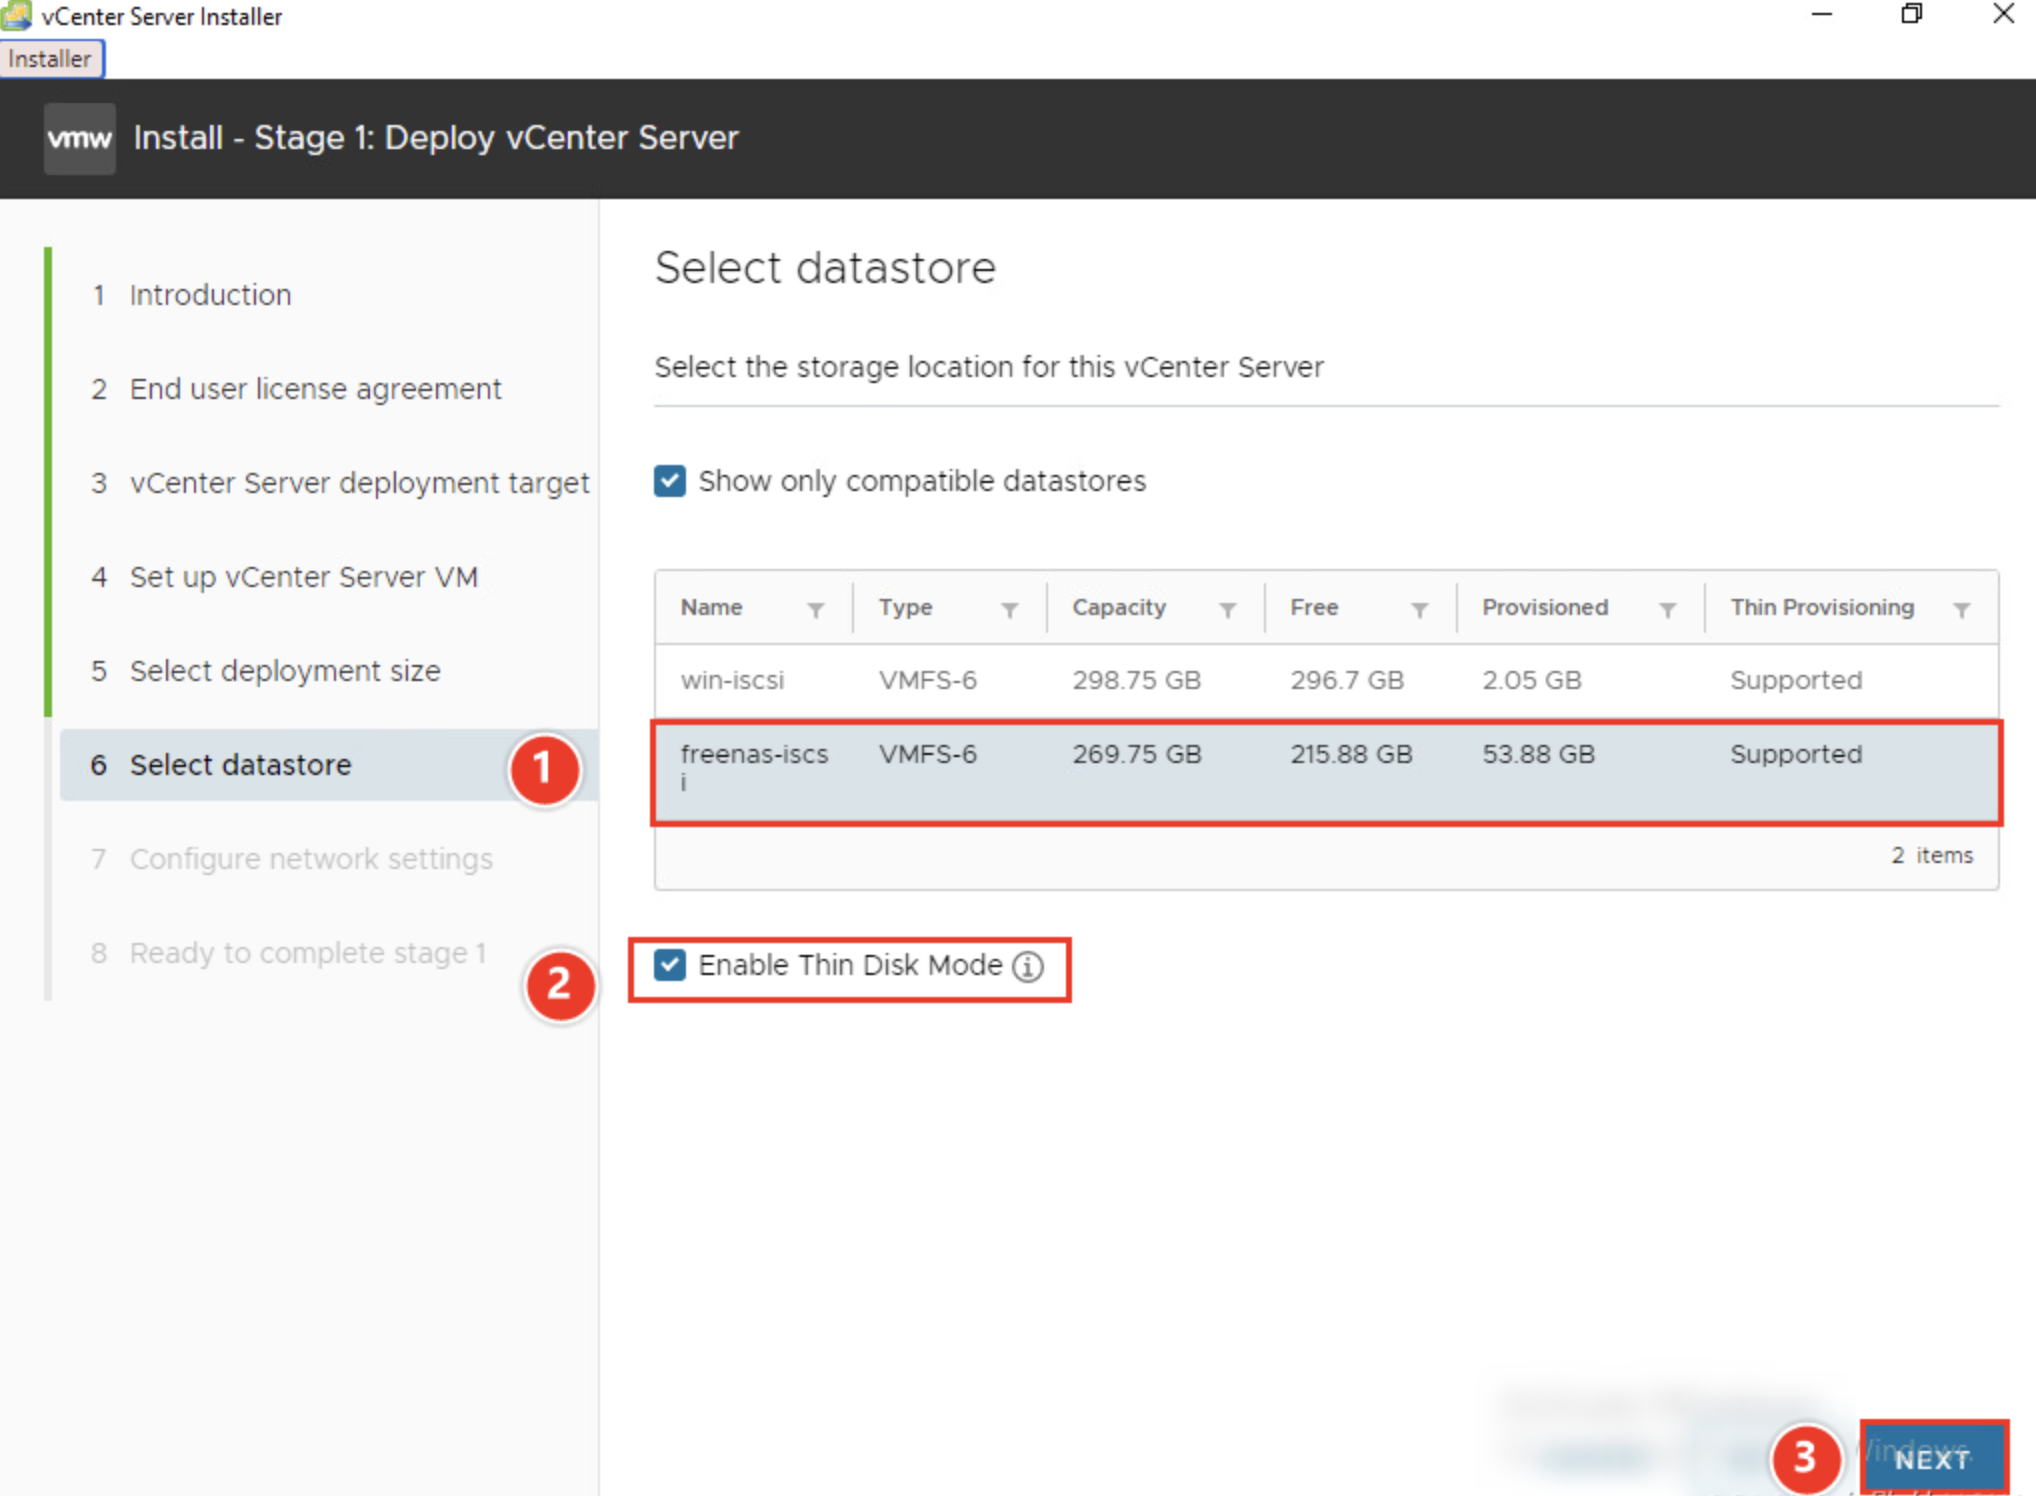 vCenter Server Installer
Installer
vmw Install - Stage 1: Deploy vCenter Server
1 Introduction
2 End user license agreement
3 vCenter Server deployment target
4 Set up vCenter Server VM
5 Select deployment size
6 Select datastore
1
7 Configure network settings
8 Ready to complete stage 1
Select datastore
Select the storage location for this vCenter Server
Show only compatible datastores
Name Type Capacity Free Provisioned Thin Provisioning
win-iscsi VMFS-6 298.75 GB 296.7 GB 2.05 GB Supported
freenas-iscs VMFS-6 269.75 GB 215.88 GB 53.88 GB Supported
i
2 items
2
Enable Thin Disk Mode
3
NEXT
Windows.